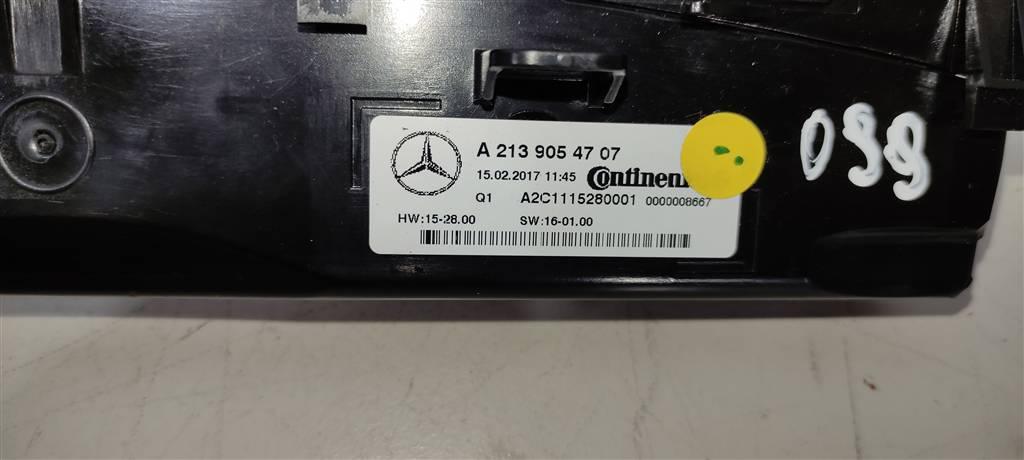 A 213 905 47 07
15.02.2017 11:45
Q1 A2C1115280001 0000008667
HW:15-28.00 SW:16-01.00